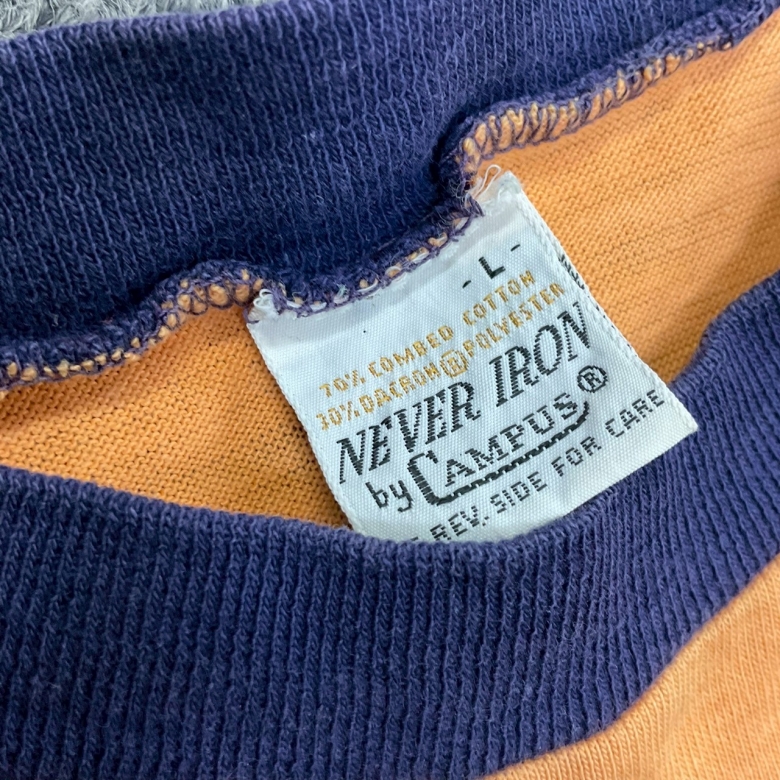 - L -
70% COMBED COTTON
30% DACRON® POLYESTER
NEVER IRON
by CAMPUS®
REV. SIDE FOR CARE